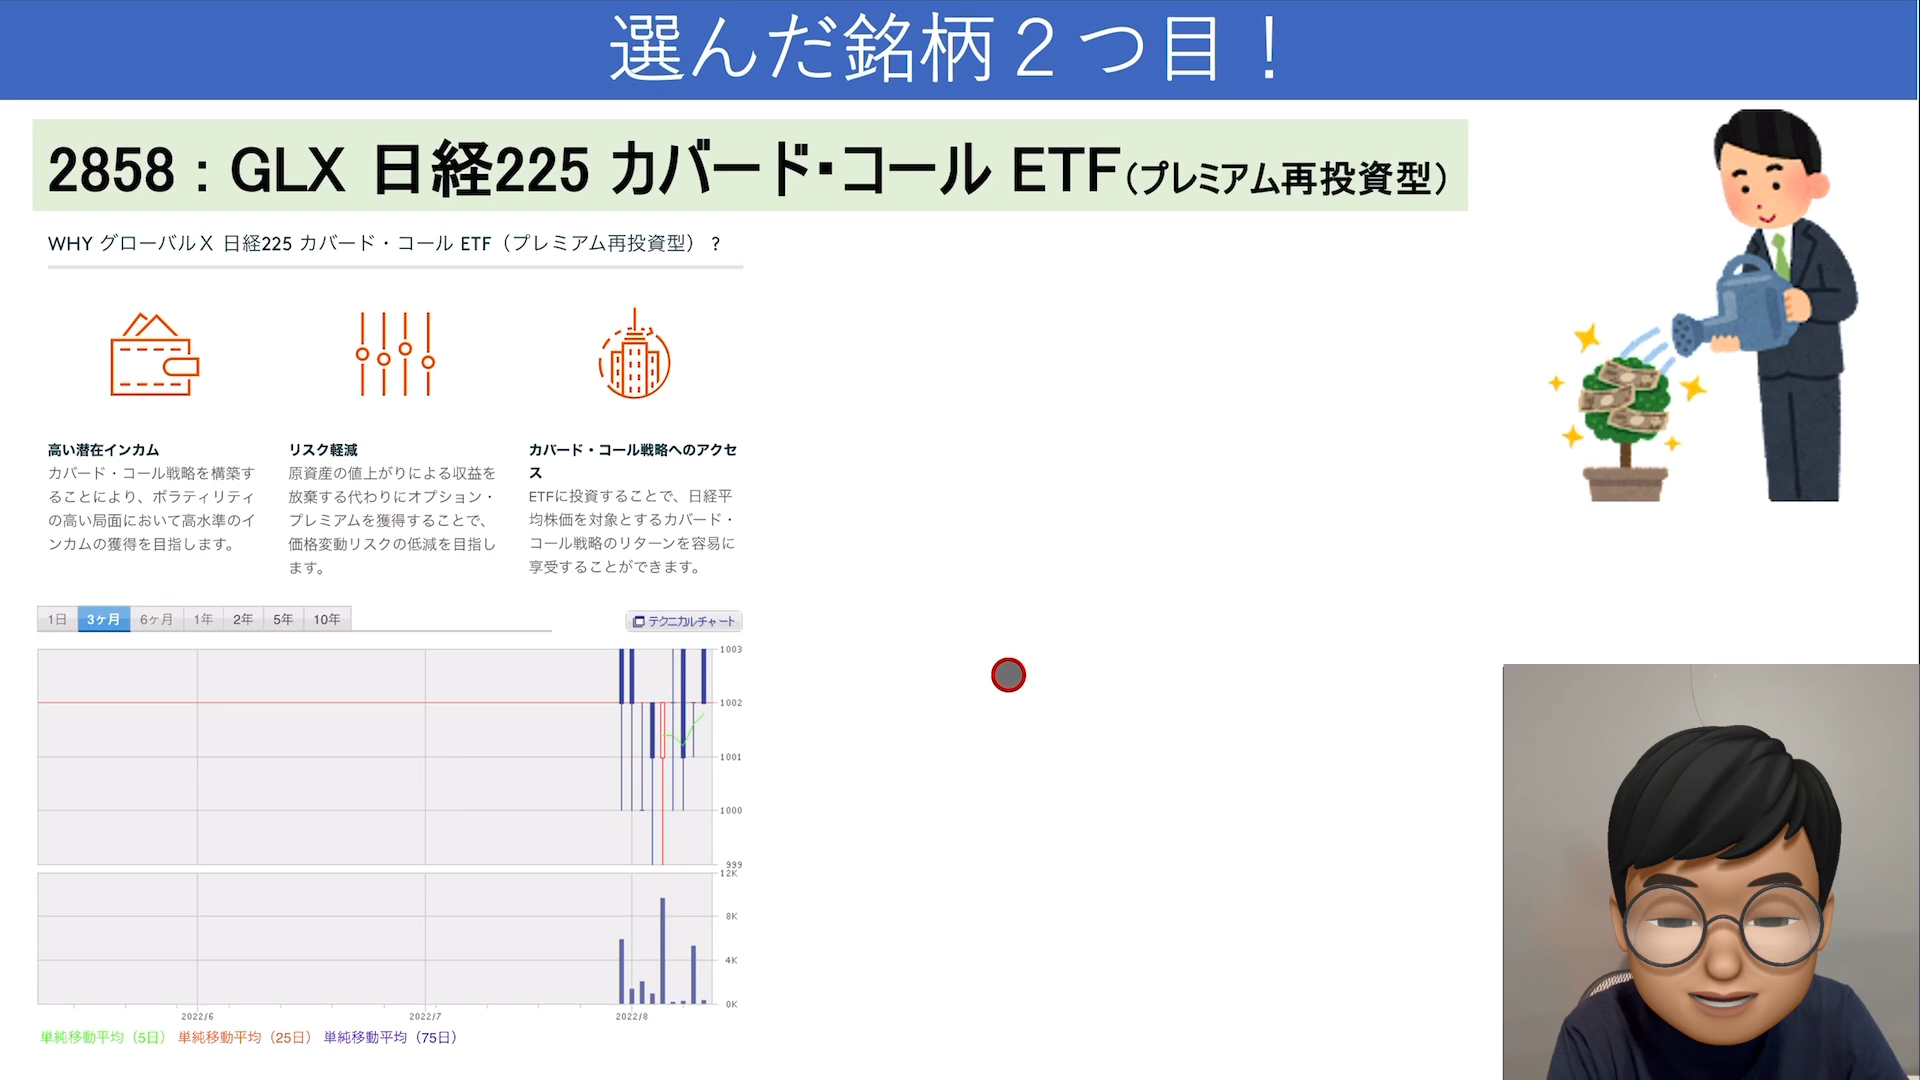 選んだ銘柄２つ目！
2858：GLX 日経225 カバード・コール ETF（プレミアム再投資型）
WHY グローバルＸ 日経225 カバード・コール ETF（プレミアム再投資型） ？
高い潜在インカム
カバード・コール戦略を構築す
ることにより、ボラティリティ
の高い局面において高水準のイ
ンカムの獲得を目指します。
リスク軽減
原資産の値上がりによる収益を
放棄する代わりにオプション・
プレミアムを獲得することで、
価格変動リスクの低減を目指し
ます。
カバード・コール戦略へのアクセ
ス
ETFに投資することで、日経平
均株価を対象とするカバード・
コール戦略のリターンを容易に
享受することができます。
1日 3ヶ月 6ヶ月 1年 2年 5年 10年
テクニカルチャート
1003
1002
1001
1000
999
12K
8K
4K
0K
2022/6 2022/7 2022/8
単純移動平均（5日） 単純移動平均（25日） 単純移動平均（75日）